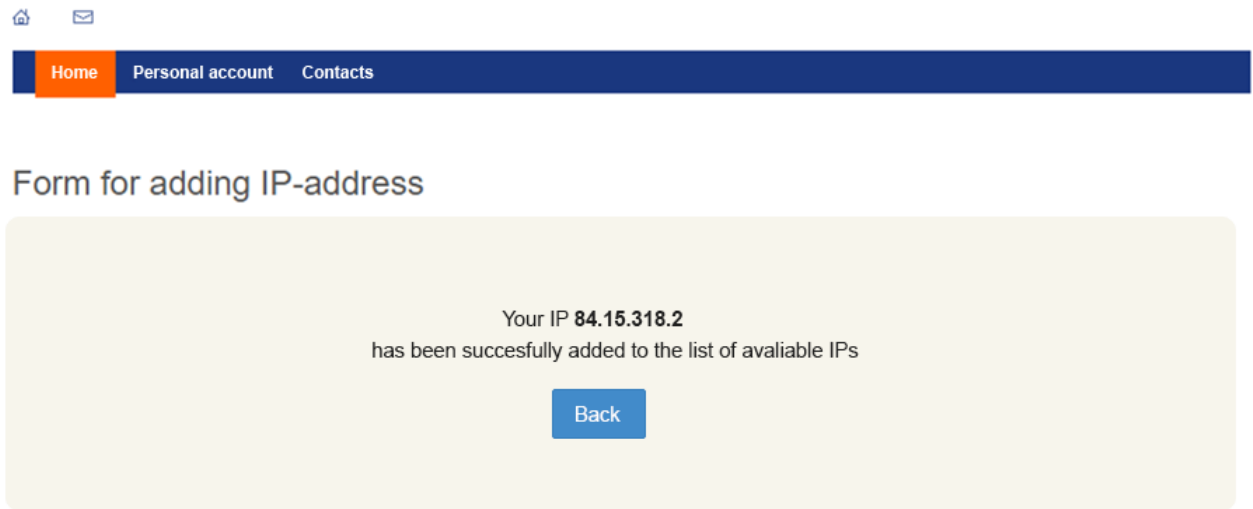 Home Personal account Contacts
Form for adding IP-address
Your IP 84.15.318.2
has been succesfully added to the list of avaliable IPs
Back